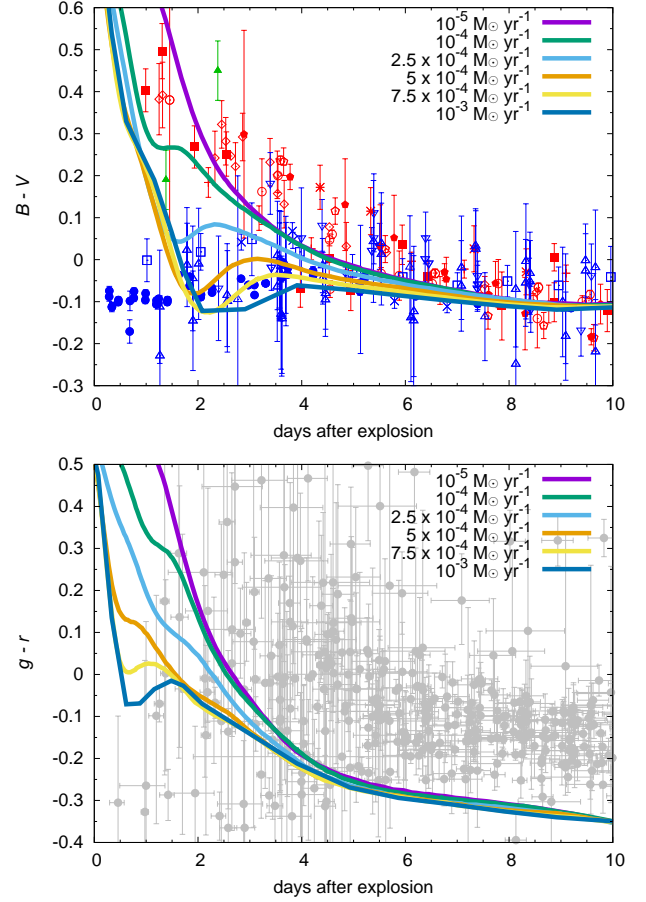 0.6
0.5
0.4
0.3
0.2
0.1
0
-0.1
-0.2
-0.3
B - V
10⁻⁵ M☉ yr⁻¹
10⁻⁴ M☉ yr⁻¹
2.5 x 10⁻⁴ M☉ yr⁻¹
5 x 10⁻⁴ M☉ yr⁻¹
7.5 x 10⁻⁴ M☉ yr⁻¹
10⁻³ M☉ yr⁻¹
0 2 4 6 8 10
days after explosion
0.5
0.4
0.3
0.2
0.1
0
-0.1
-0.2
-0.3
-0.4
g - r
10⁻⁵ M☉ yr⁻¹
10⁻⁴ M☉ yr⁻¹
2.5 x 10⁻⁴ M☉ yr⁻¹
5 x 10⁻⁴ M☉ yr⁻¹
7.5 x 10⁻⁴ M☉ yr⁻¹
10⁻³ M☉ yr⁻¹
0 2 4 6 8 10
days after explosion